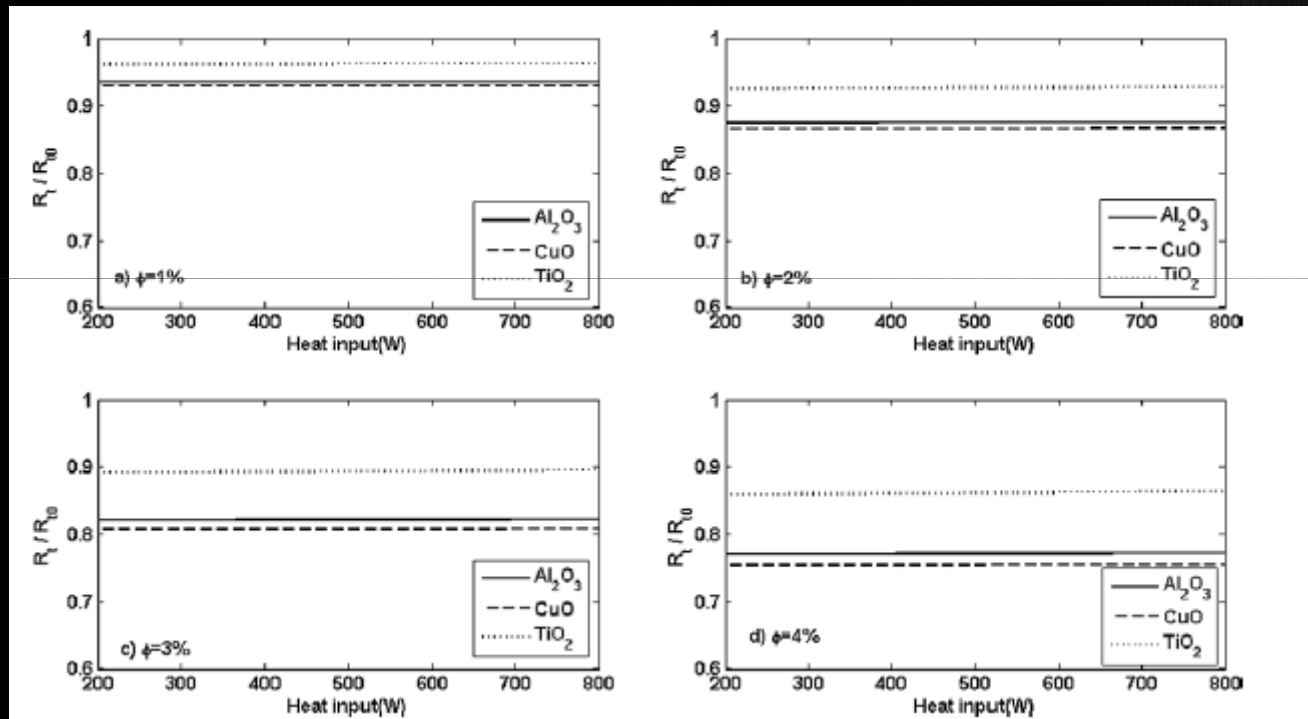 1
0.9
0.8
0.7
0.6
R_t / R_t0
Al₂O₃
CuO
TiO₂
a) ϕ=1%
200 300 400 500 600 700 800
Heat input(W)
1
0.9
0.8
0.7
0.6
R_t / R_t0
Al₂O₃
CuO
TiO₂
b) ϕ=2%
200 300 400 500 600 700 800
Heat input(W)
1
0.9
0.8
0.7
0.6
R_t / R_t0
Al₂O₃
CuO
TiO₂
c) ϕ=3%
200 300 400 500 600 700 800
Heat input(W)
1
0.9
0.8
0.7
0.6
R_t / R_t0
Al₂O₃
CuO
TiO₂
d) ϕ=4%
200 300 400 500 600 700 800
Heat input(W)